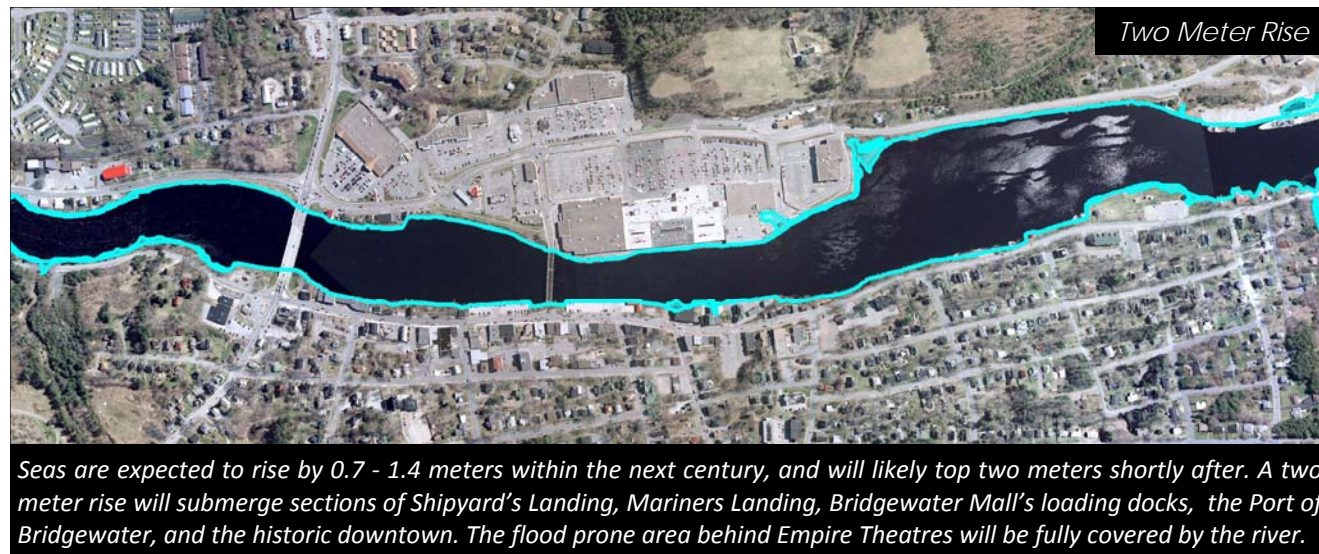 Two Meter Rise
Seas are expected to rise by 0.7 - 1.4 meters within the next century, and will likely top two meters shortly after. A two
meter rise will submerge sections of Shipyard’s Landing, Mariners Landing, Bridgewater Mall’s loading docks, the Port of
Bridgewater, and the historic downtown. The flood prone area behind Empire Theatres will be fully covered by the river.